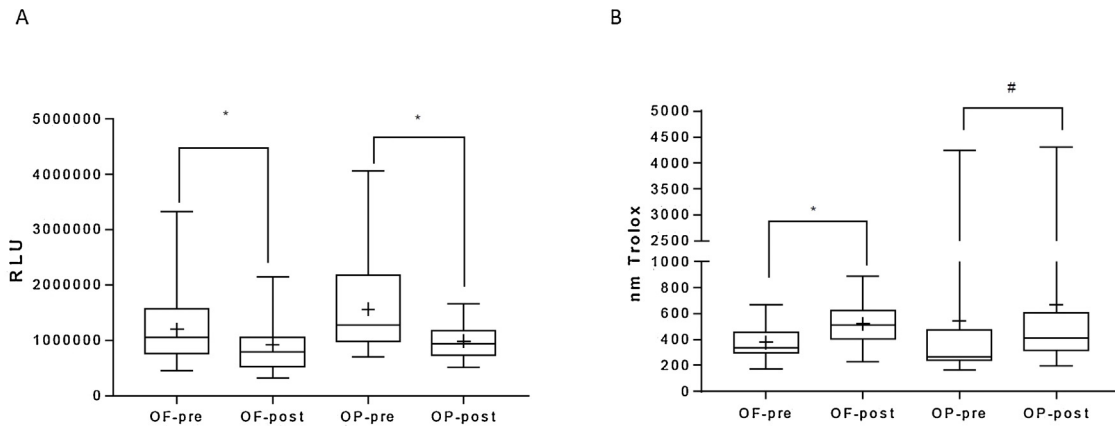 A
B
*
*
5000000
4000000
3000000
2000000
1000000
0
RLU
OF-pre
OF-post
OP-pre
OP-post
#
*
5000
4500
4000
3500
3000
2500
1000
800
600
400
200
0
nm Trolox
OF-pre
OF-post
OP-pre
OP-post